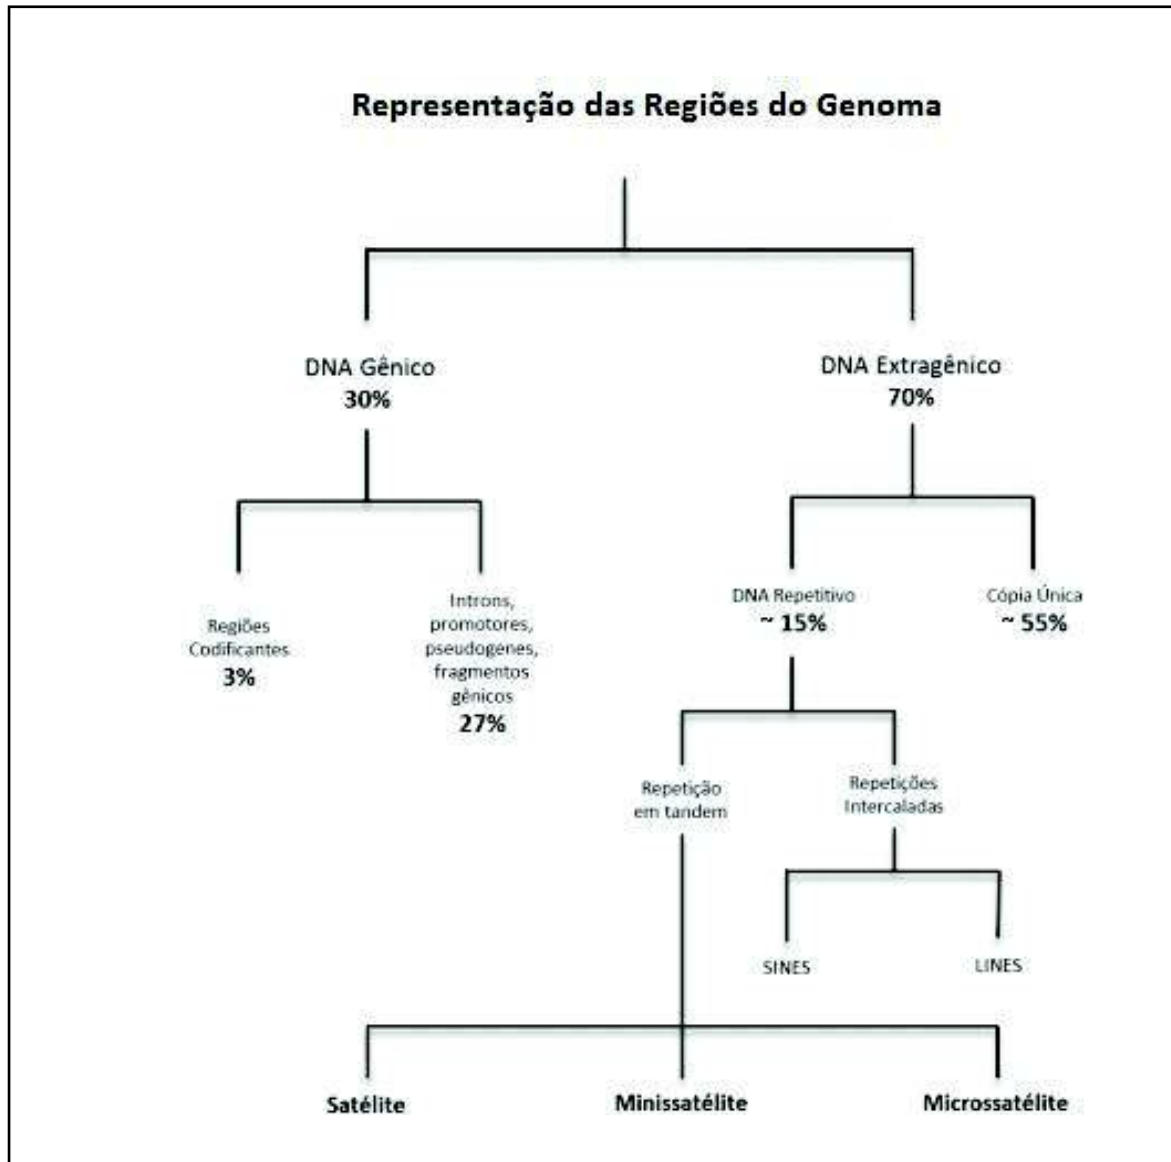 Representação das Regiões do Genoma
DNA Gênico
30%
DNA Extragênico
70%
Regiões
Codificantes
3%
Introns,
promotores,
pseudogenes,
fragmentos
gênicos
27%
DNA Repetitivo
~ 15%
Cópia Única
~ 55%
Repetição
em tandem
Repetições
Intercaladas
SINES
LINES
Satélite
Minissatélite
Microssatélite